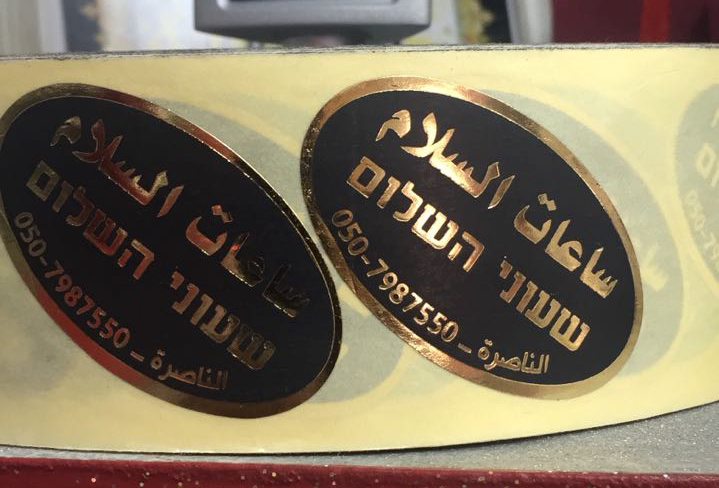 ساعات السلام
שעוני השלום
الناصرة – 050-7987550
ساعات السلام
שעוני השלום
الناصرة – 050-7987550